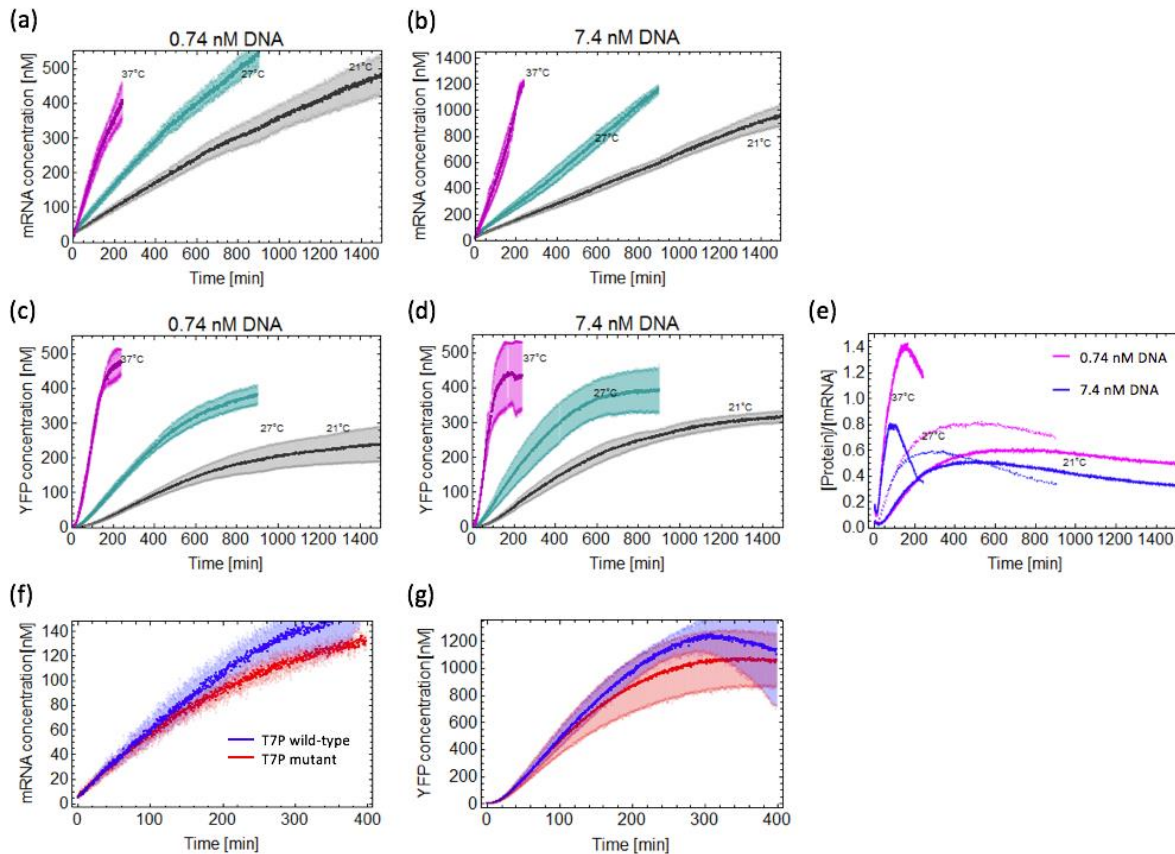 (a)
0.74 nM DNA
mRNA concentration [nM]
500
400
300
200
100
0
37°C
27°C
21°C
0 200 400 600 800 1000 1200 1400
Time [min]
(b)
7.4 nM DNA
mRNA concentration [nM]
1400
1200
1000
800
600
400
200
0
37°C
27°C
21°C
0 200 400 600 800 1000 1200 1400
Time [min]
(c)
0.74 nM DNA
YFP concentration [nM]
500
400
300
200
100
0
37°C
27°C
21°C
0 200 400 600 800 1000 1200 1400
Time [min]
(d)
7.4 nM DNA
YFP concentration [nM]
500
400
300
200
100
0
37°C
27°C
21°C
0 200 400 600 800 1000 1200 1400
Time [min]
(e)
[Protein]/[mRNA]
1.4
1.2
1.0
0.8
0.6
0.4
0.2
0.0
0.74 nM DNA
7.4 nM DNA
37°C
27°C
21°C
0 200 400 600 800 1000 1200 1400
Time [min]
(f)
mRNA concentration[nM]
140
120
100
80
60
40
20
0
T7P wild-type
T7P mutant
0 100 200 300 400
Time [min]
(g)
YFP concentration[nM]
1200
1000
800
600
400
200
0
0 100 200 300 400
Time [min]